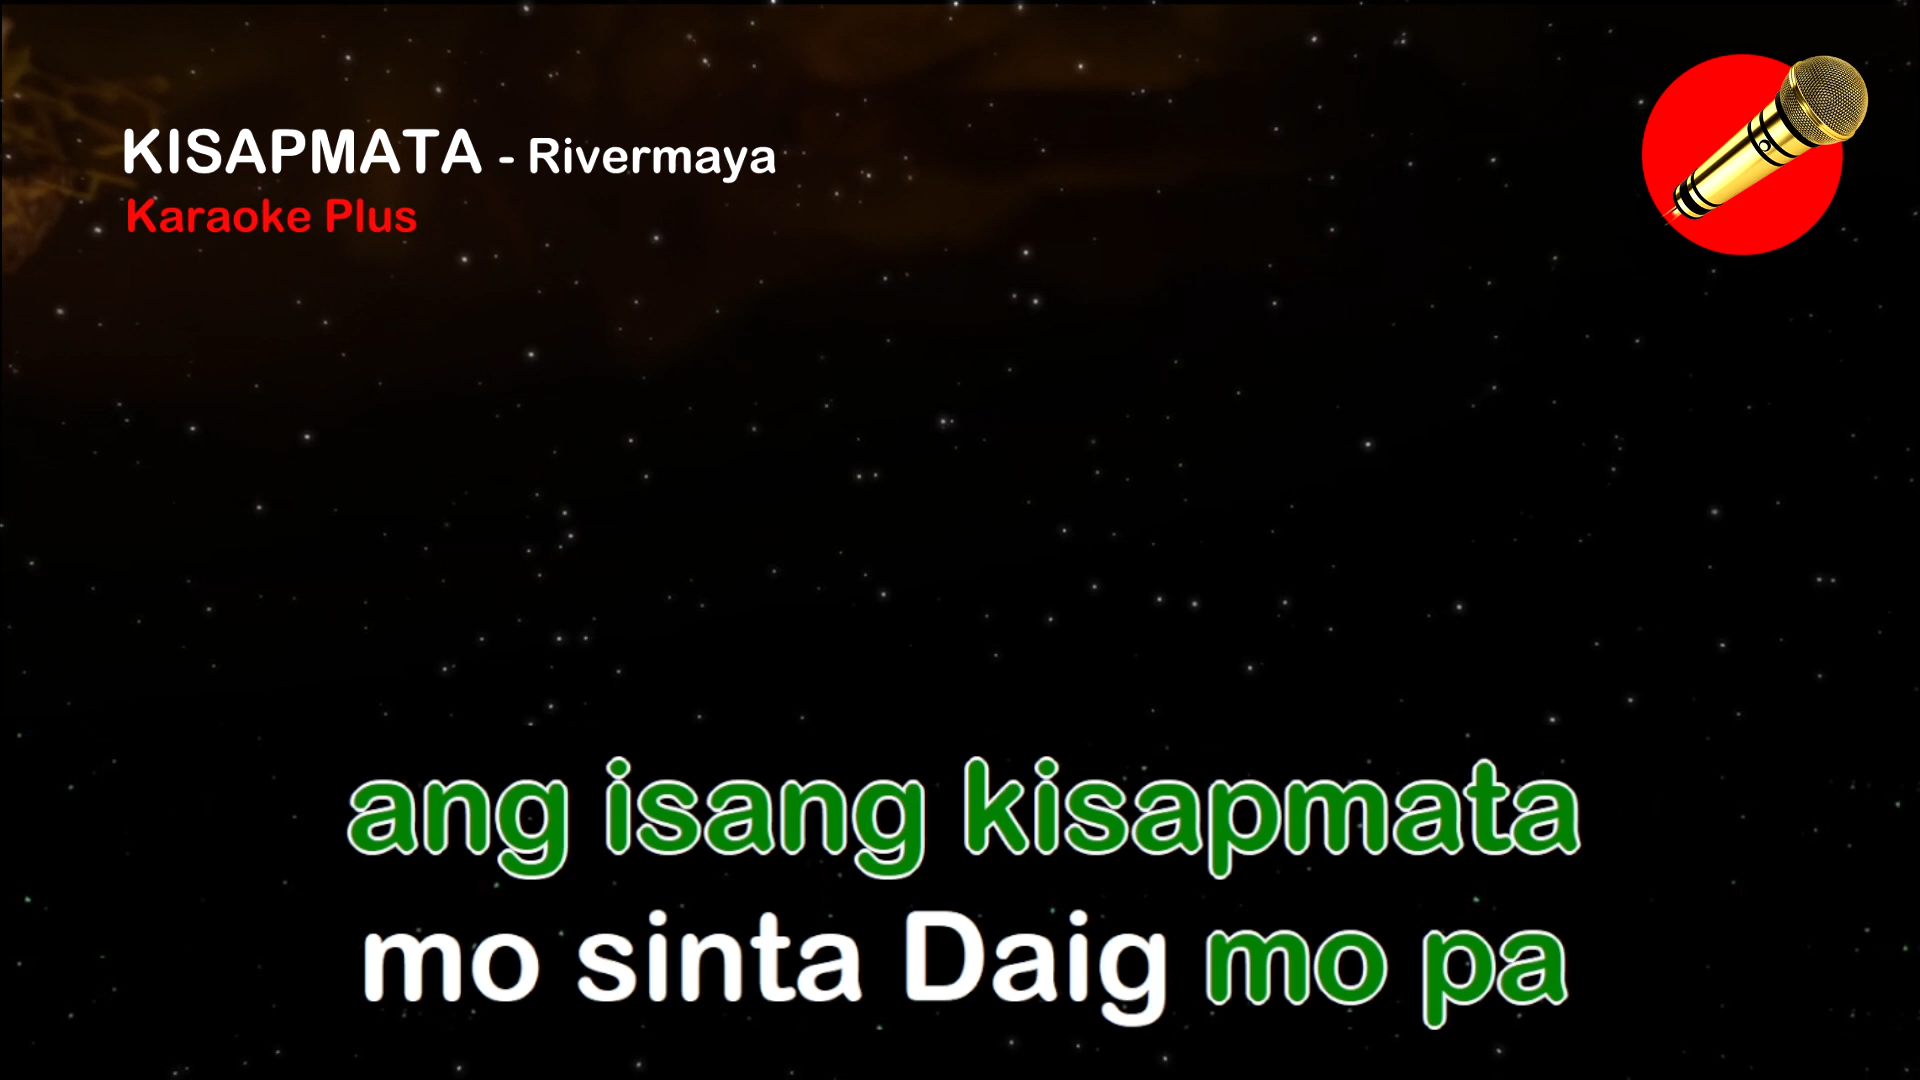 KISAPMATA - Rivermaya
Karaoke Plus
ang isang kisapmata
mo sinta Daig mo pa